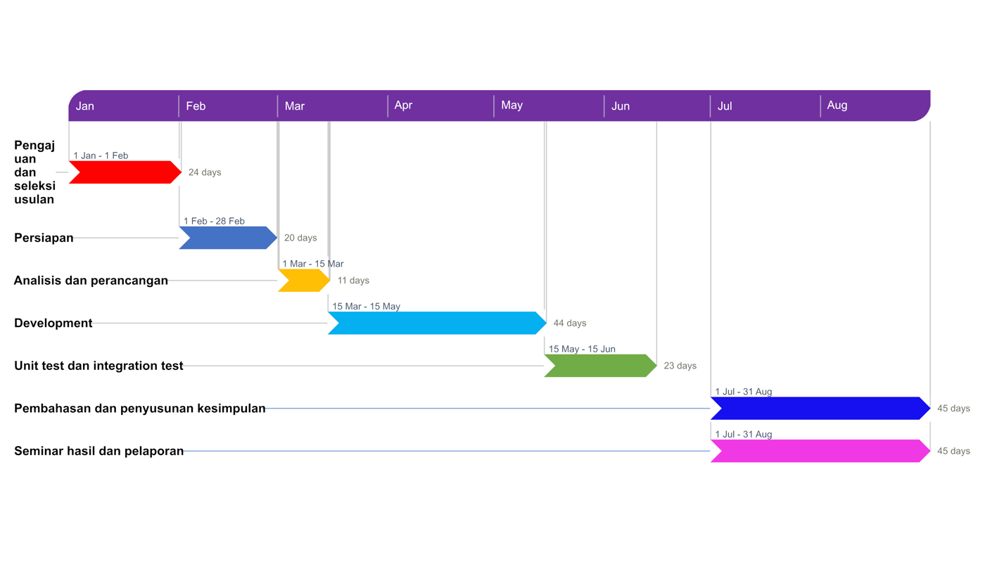 Jan Feb Mar Apr May Jun Jul Aug
Pengaj
uan
dan
seleksi
usulan
1 Jan - 1 Feb
24 days
1 Feb - 28 Feb
Persiapan
20 days
1 Mar - 15 Mar
Analisis dan perancangan
11 days
15 Mar - 15 May
Development
44 days
15 May - 15 Jun
Unit test dan integration test
23 days
1 Jul - 31 Aug
Pembahasan dan penyusunan kesimpulan
45 days
1 Jul - 31 Aug
Seminar hasil dan pelaporan
45 days